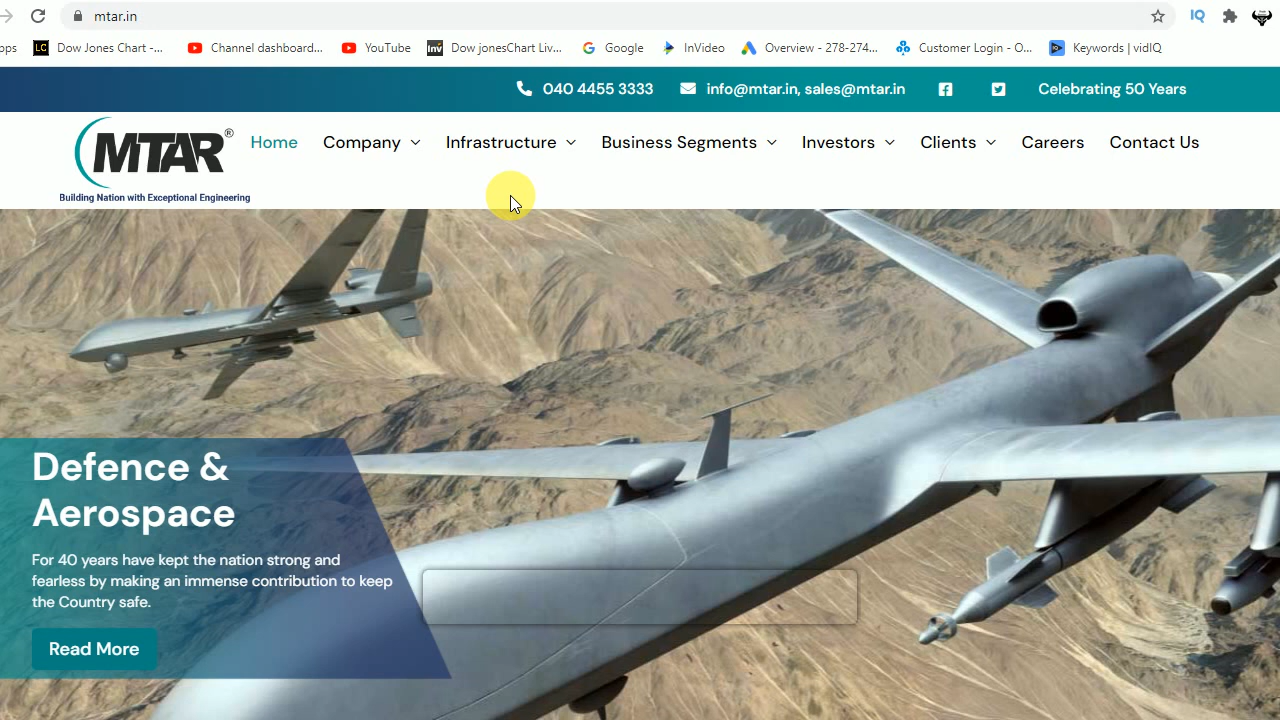 mtar.in
IQ
ops
LC Dow Jones Chart -...
Channel dashboard...
YouTube
Inv Dow jonesChart Liv...
Google
InVideo
Overview - 278-274...
Customer Login - O...
Keywords | vidIQ
040 4455 3333
info@mtar.in, sales@mtar.in
Celebrating 50 Years
MTAR®
Building Nation with Exceptional Engineering
Home
Company
Infrastructure
Business Segments
Investors
Clients
Careers
Contact Us
Defence &
Aerospace
For 40 years have kept the nation strong and
fearless by making an immense contribution to keep
the Country safe.
Read More